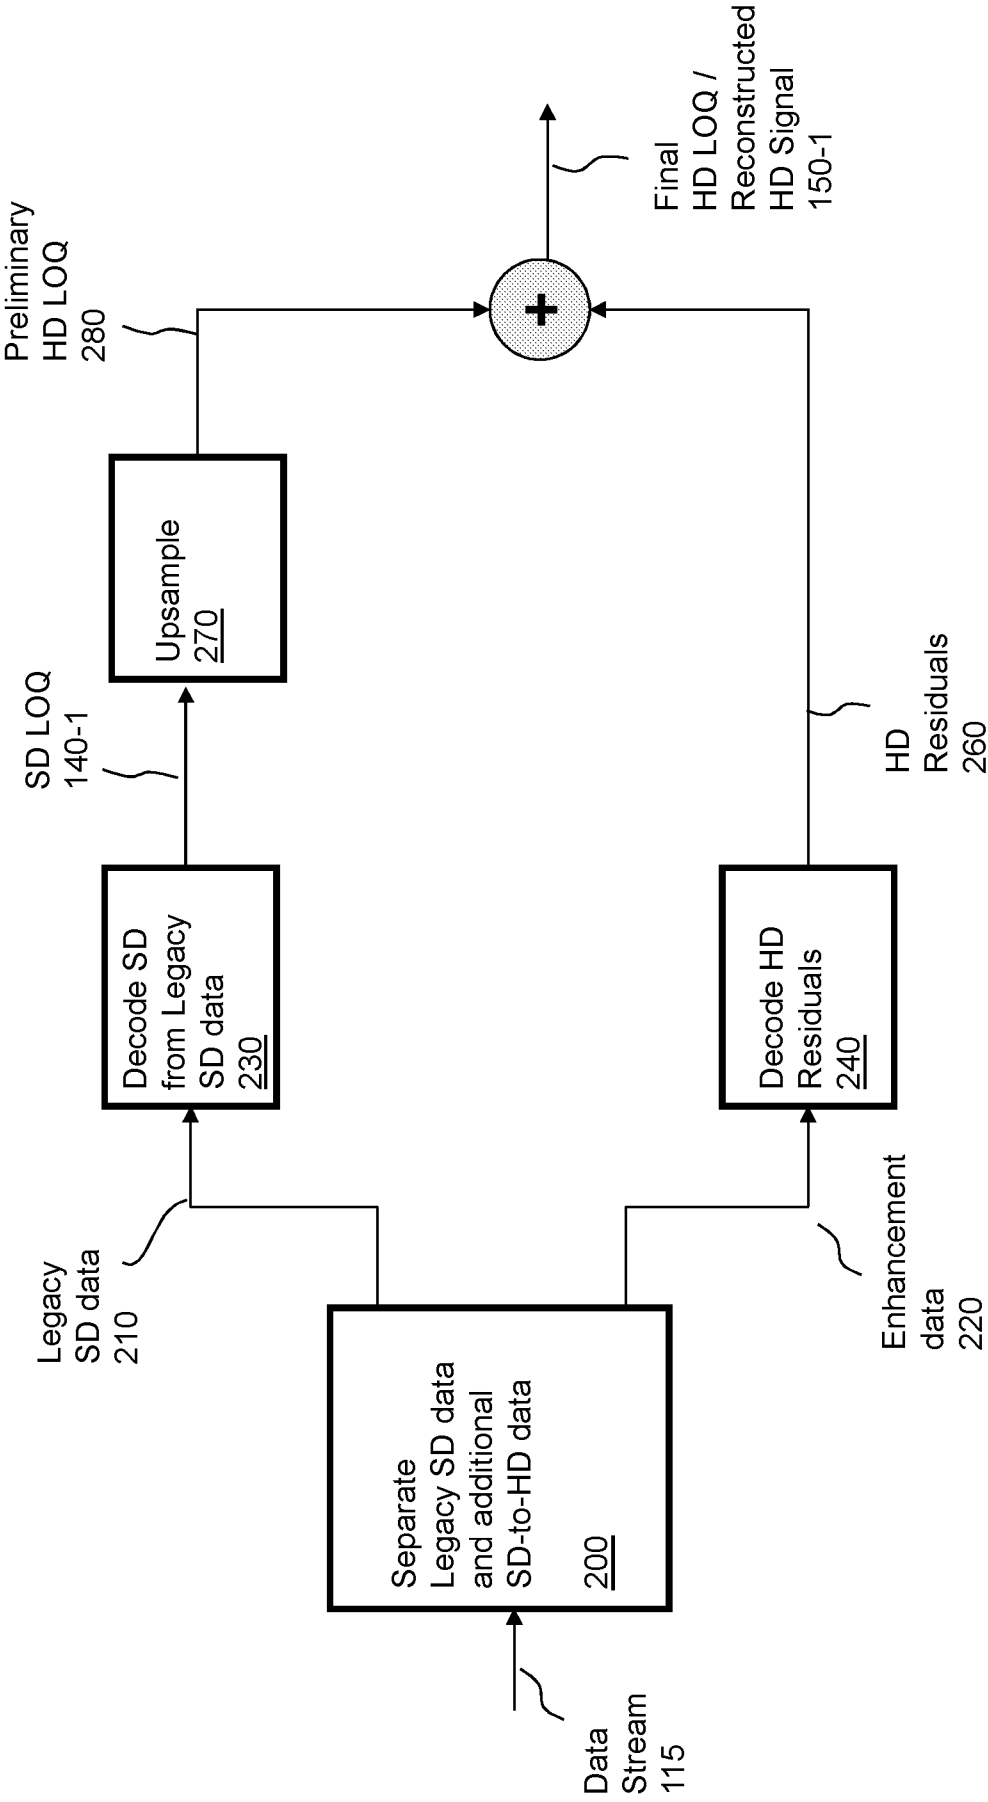 Data
Stream
115
Separate
Legacy SD data
and additional
SD-to-HD data
200
Legacy
SD data
210
Enhancement
data
220
Decode SD
from Legacy
SD data
230
Decode HD
Residuals
240
SD LOQ
140-1
HD
Residuals
260
Upsample
270
Preliminary
HD LOQ
280
+
Final
HD LOQ /
Reconstructed
HD Signal
150-1